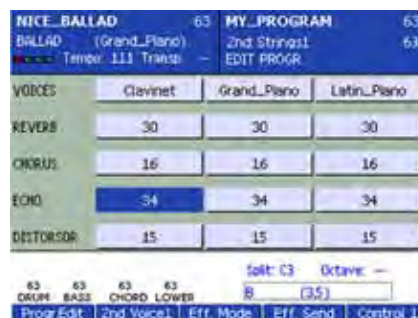 NICE_BALLAD 63 MY_PROGRAM 63
BALLAD (Grand_Piano) 2nd Strings1
Tempo: 111 Transp: -- EDIT PROGR.
VOICES Clavinet Grand_Piano Latin_Piano
REVERB 30 30 30
CHORUS 16 16 16
ECHO 34 34 34
DISTORSOR 15 15 15
Split: C3 Octave: --
63 63 63 63
DRUM BASS CHORD LOWER B (3,5)
Progr.Edit 2nd Voice1 Eff. Mode Eff. Send Control